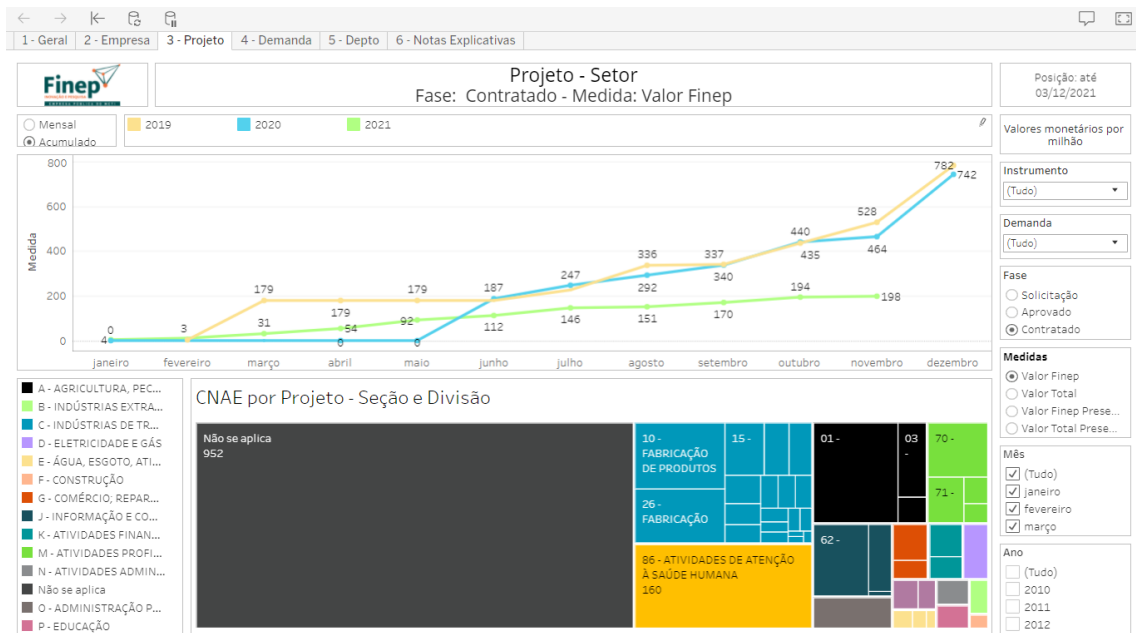 1 - Geral
2 - Empresa
3 - Projeto
4 - Demanda
5 - Depto
6 - Notas Explicativas
Finep
Projeto - Setor
Fase: Contratado - Medida: Valor Finep
Posição: até
03/12/2021
Mensal
Acumulado
2019
2020
2021
Valores monetários por
milhão
Instrumento
(Tudo)
Demanda
(Tudo)
Fase
Solicitação
Aprovado
Contratado
Medidas
Valor Finep
Valor Total
Valor Finep Prese...
Valor Total Prese...
Mês
(Tudo)
janeiro
fevereiro
março
Ano
(Tudo)
2010
2011
2012
Medida
800
600
400
200
0
0
4
3
179
31
179
54
0
179
92
0
187
112
247
146
336
292
151
337
340
170
440
435
194
528
464
198
782
742
janeiro
fevereiro
março
abril
maio
junho
julho
agosto
setembro
outubro
novembro
dezembro
A - AGRICULTURA, PEC...
B - INDÚSTRIAS EXTRA...
C - INDÚSTRIAS DE TR...
D - ELETRICIDADE E GÁS
E - ÁGUA, ESGOTO, ATI...
F - CONSTRUÇÃO
G - COMÉRCIO; REPAR...
J - INFORMAÇÃO E CO...
K - ATIVIDADES FINAN...
M - ATIVIDADES PROFI...
N - ATIVIDADES ADMIN...
Não se aplica
O - ADMINISTRAÇÃO P...
P - EDUCAÇÃO
CNAE por Projeto - Seção e Divisão
Não se aplica
952
10 -
FABRICAÇÃO
DE PRODUTOS
15 -
26 -
FABRICAÇÃO
86 - ATIVIDADES DE ATENÇÃO
À SAÚDE HUMANA
160
01 -
03
-
70 -
71 -
62 -